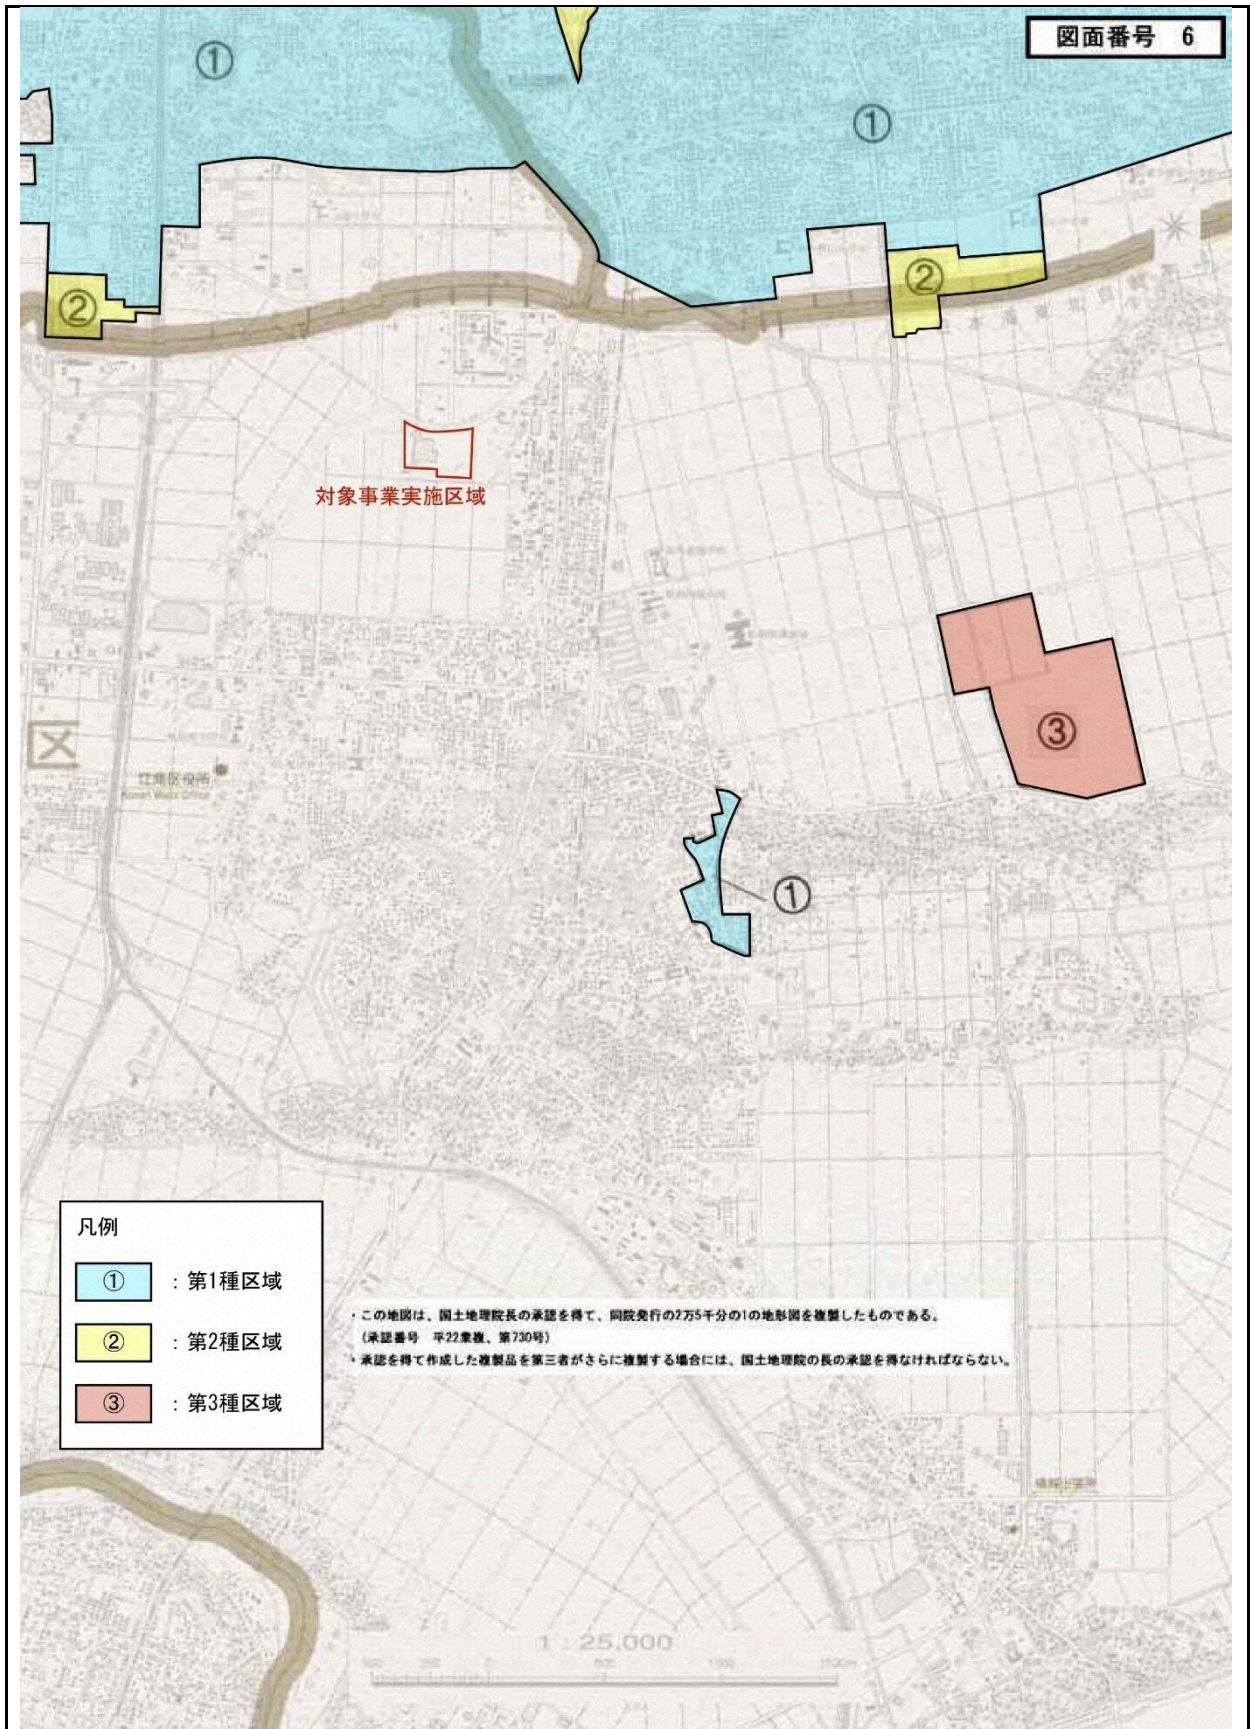 図面番号 6
①
①
②
②
対象事業実施区域
③
区
江南区役所
①
凡例
① : 第1種区域
② : 第2種区域
③ : 第3種区域
・この地図は、国土地理院長の承認を得て、同院発行の2万5千分の1の地形図を複製したものである。
(承認番号 平22業複、第730号)
・承認を得て作成した複製品を第三者がさらに複製する場合には、国土地理院の長の承認を得なければならない。
1 : 25,000